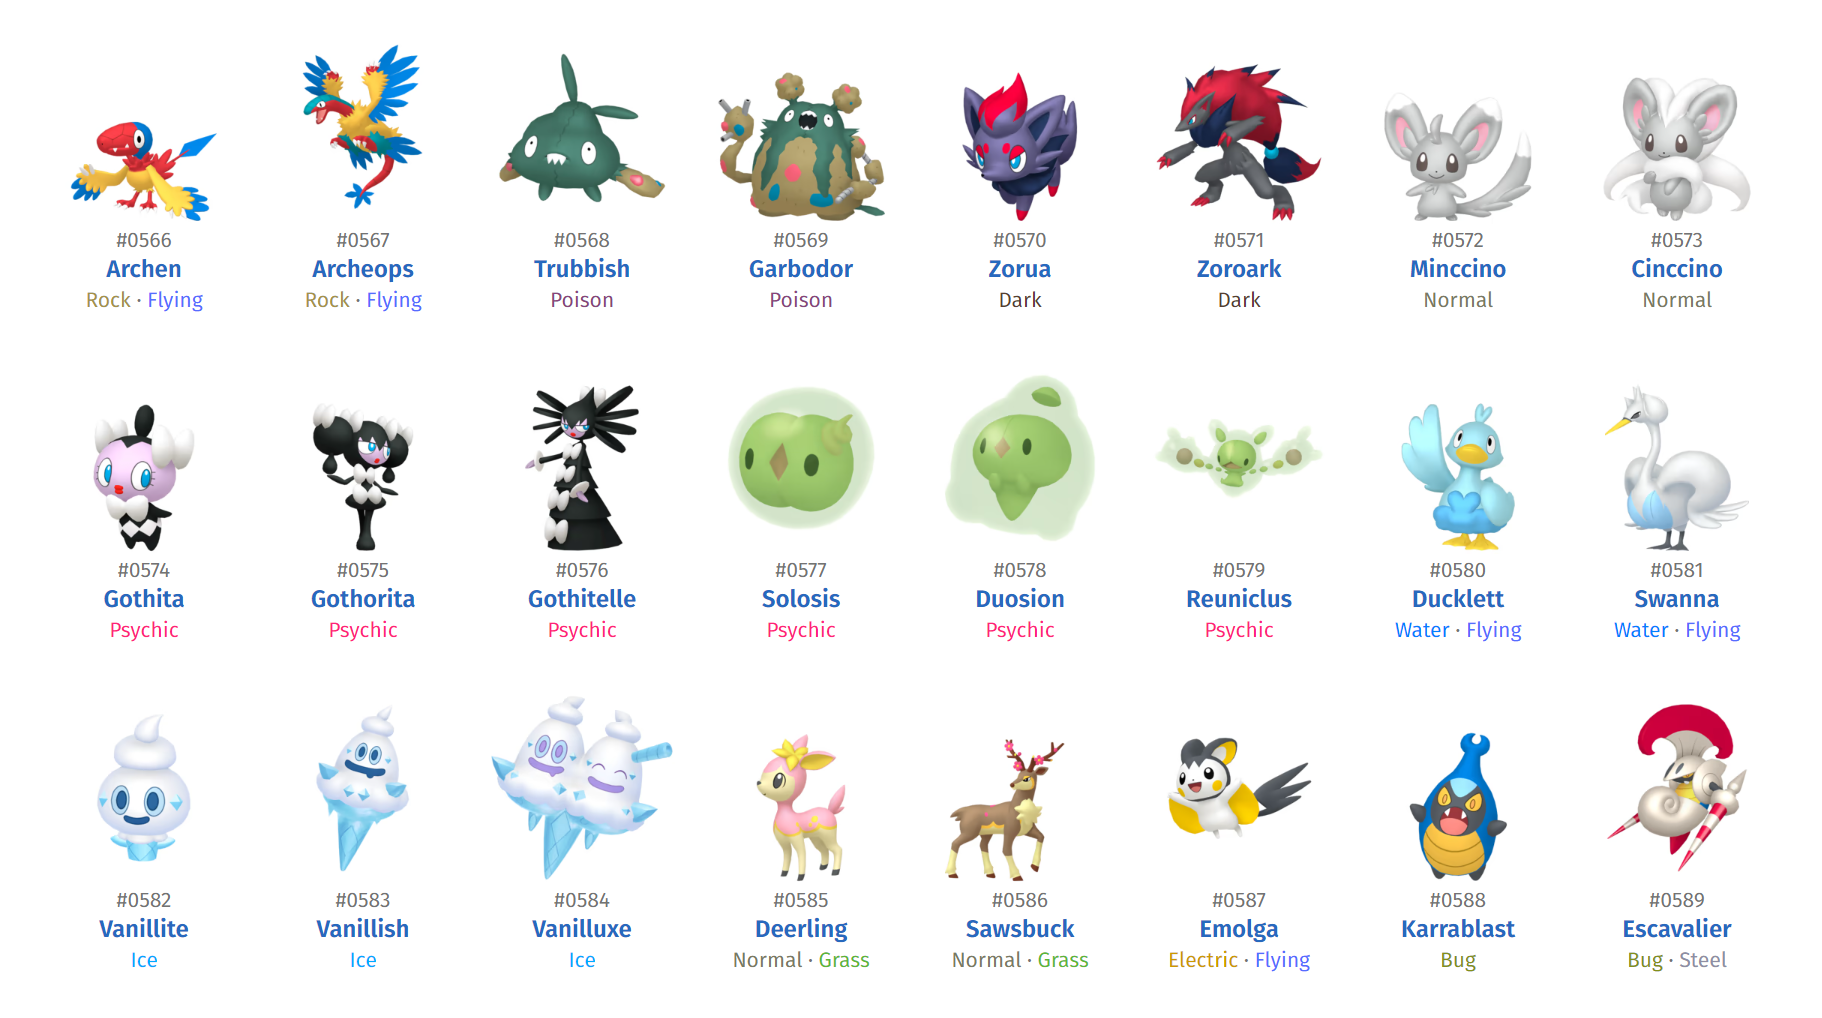 #0566
Archen
Rock · Flying
#0567
Archeops
Rock · Flying
#0568
Trubbish
Poison
#0569
Garbodor
Poison
#0570
Zorua
Dark
#0571
Zoroark
Dark
#0572
Minccino
Normal
#0573
Cinccino
Normal
#0574
Gothita
Psychic
#0575
Gothorita
Psychic
#0576
Gothitelle
Psychic
#0577
Solosis
Psychic
#0578
Duosion
Psychic
#0579
Reuniclus
Psychic
#0580
Ducklett
Water · Flying
#0581
Swanna
Water · Flying
#0582
Vanillite
Ice
#0583
Vanillish
Ice
#0584
Vanilluxe
Ice
#0585
Deerling
Normal · Grass
#0586
Sawsbuck
Normal · Grass
#0587
Emolga
Electric · Flying
#0588
Karrablast
Bug
#0589
Escavalier
Bug · Steel